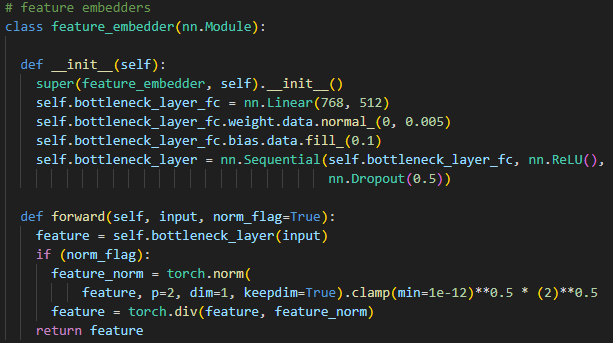 # feature embedders
class feature_embedder(nn.Module):
def __init__(self):
super(feature_embedder, self).__init__()
self.bottleneck_layer_fc = nn.Linear(768, 512)
self.bottleneck_layer_fc.weight.data.normal_(0, 0.005)
self.bottleneck_layer_fc.bias.data.fill_(0.1)
self.bottleneck_layer = nn.Sequential(self.bottleneck_layer_fc, nn.ReLU(),
nn.Dropout(0.5))
def forward(self, input, norm_flag=True):
feature = self.bottleneck_layer(input)
if (norm_flag):
feature_norm = torch.norm(
feature, p=2, dim=1, keepdim=True).clamp(min=1e-12)**0.5 * (2)**0.5
feature = torch.div(feature, feature_norm)
return feature